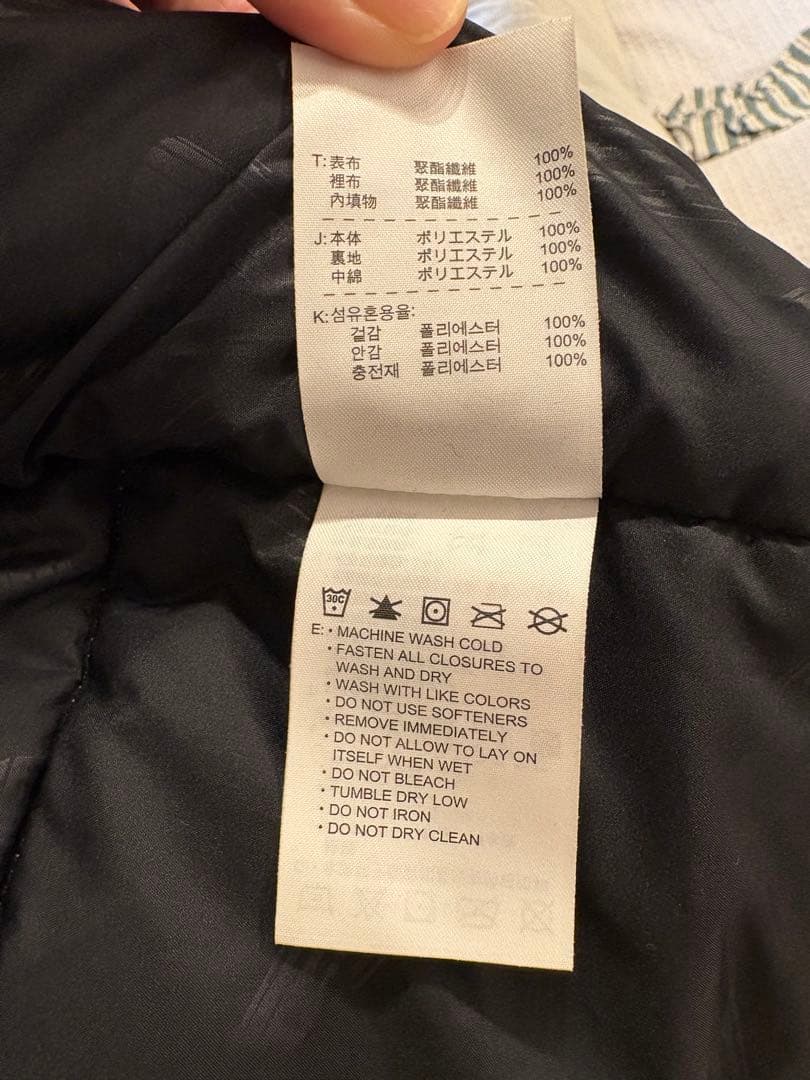 T: 表布 聚酯纖維 100%
裡布 聚酯纖維 100%
內填物 聚酯纖維 100%
J: 本体 ポリエステル 100%
裏地 ポリエステル 100%
中綿 ポリエステル 100%
K: 섬유혼용율:
겉감 폴리에스터 100%
안감 폴리에스터 100%
충전재 폴리에스터 100%
30C
E: • MACHINE WASH COLD
• FASTEN ALL CLOSURES TO
WASH AND DRY
• WASH WITH LIKE COLORS
• DO NOT USE SOFTENERS
• REMOVE IMMEDIATELY
• DO NOT ALLOW TO LAY ON
ITSELF WHEN WET
• DO NOT BLEACH
• TUMBLE DRY LOW
• DO NOT IRON
• DO NOT DRY CLEAN